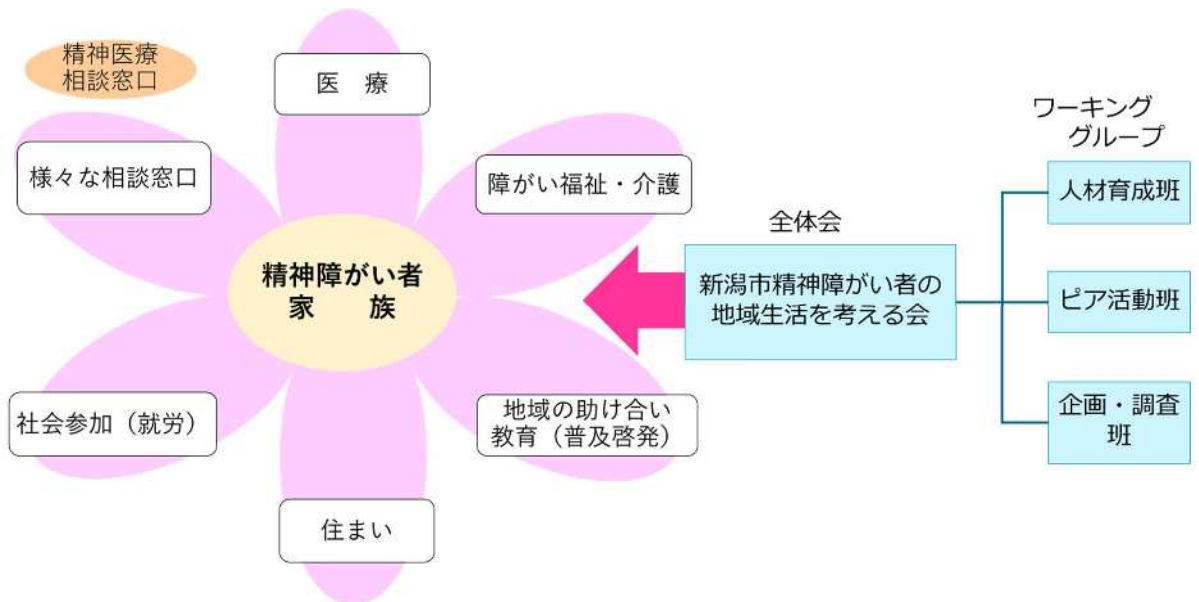 精神医療
相談窓口
医　療
様々な相談窓口
障がい福祉・介護
精神障がい者
家　　族
社会参加（就労）
地域の助け合い
教育（普及啓発）
住まい
全体会
新潟市精神障がい者の
地域生活を考える会
ワーキング
グループ
人材育成班
ピア活動班
企画・調査
班